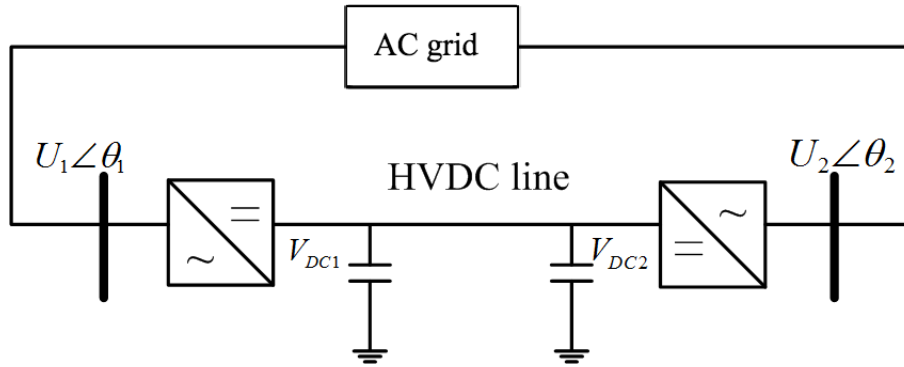 AC grid
U₁∠θ₁
HVDC line
U₂∠θ₂
V_DC1
V_DC2